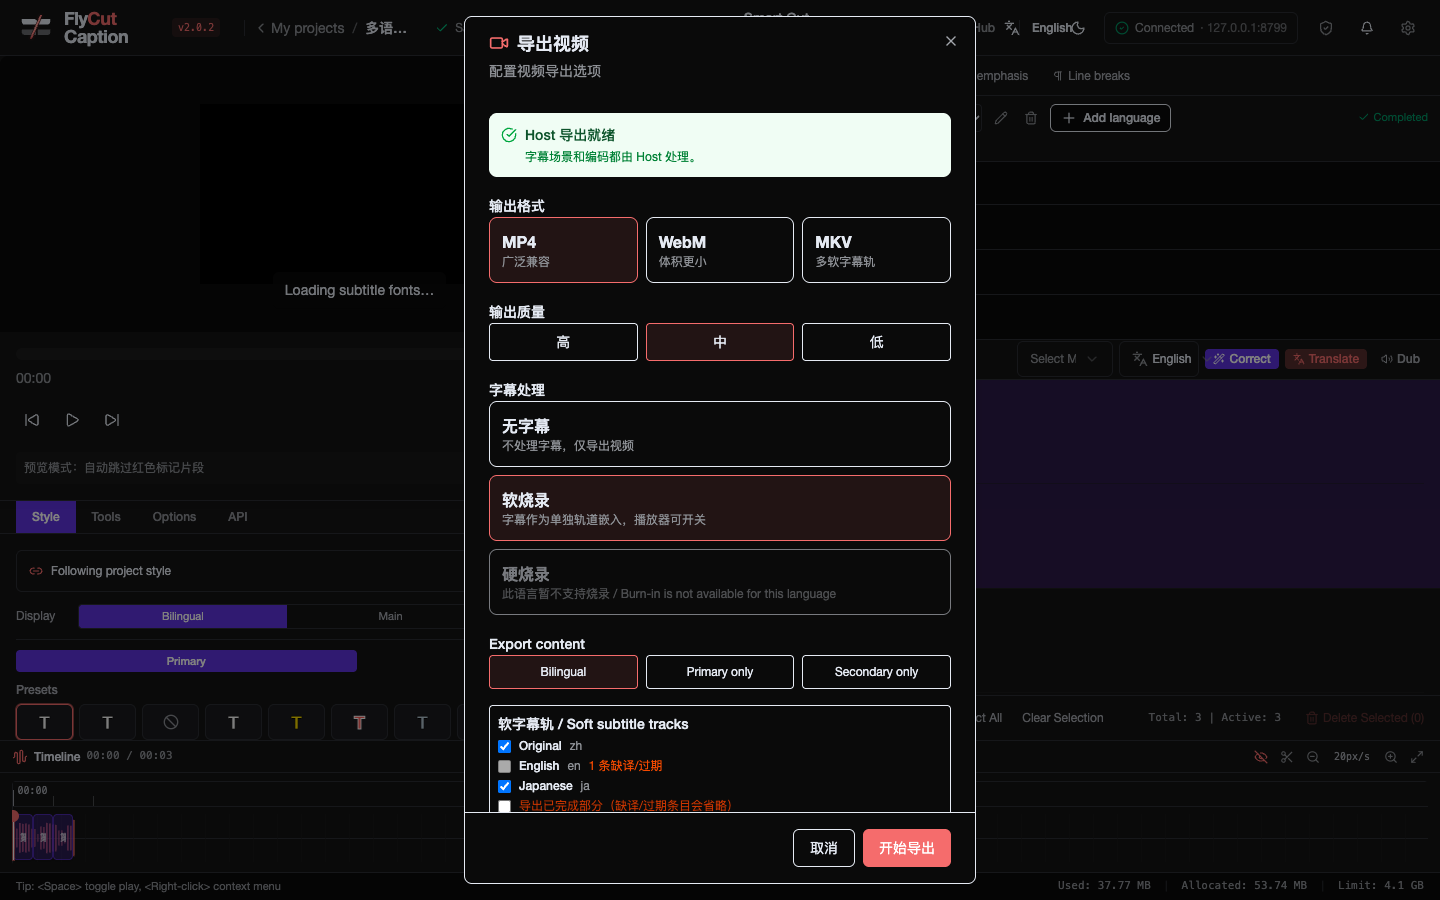 FlyCut
Caption
v2.0.2
My projects / 多语...
English
Connected · 127.0.0.1:8799
导出视频
配置视频导出选项
Host 导出就绪
字幕场景和编码都由 Host 处理。
输出格式
MP4
广泛兼容
WebM
体积更小
MKV
多软字幕轨
输出质量
高
中
低
字幕处理
无字幕
不处理字幕，仅导出视频
软烧录
字幕作为单独轨道嵌入，播放器可开关
硬烧录
此语言暂不支持烧录 / Burn-in is not available for this language
Export content
Bilingual
Primary only
Secondary only
软字幕轨 / Soft subtitle tracks
Original zh
English en 1 条缺译/过期
Japanese ja
导出已完成部分（缺译/过期条目会省略）
取消
开始导出
emphasis
Line breaks
Add language
Completed
Loading subtitle fonts...
00:00
预览模式：自动跳过红色标记片段
Select M
English
Correct
Translate
Dub
Style
Tools
Options
API
Following project style
Display
Bilingual
Main
Primary
Presets
T T T T T T
ct All
Clear Selection
Total: 3 | Active: 3
Delete Selected (0)
Timeline 00:00 / 00:03
20px/s
00:00
Tip: <Space> toggle play, <Right-click> context menu
Used: 37.77 MB
Allocated: 53.74 MB
Limit: 4.1 GB